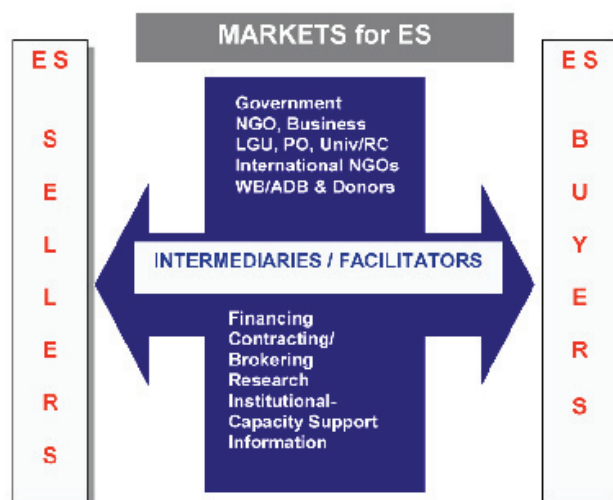 MARKETS for ES
E S
S
E
L
L
E
R
S
Government
NGO, Business
LGU, PO, Univ/RC
International NGOs
WB/ADB & Donors
INTERMEDIARIES / FACILITATORS
Financing
Contracting/
Brokering
Research
Institutional-
Capacity Support
Information
E S
B
U
Y
E
R
S